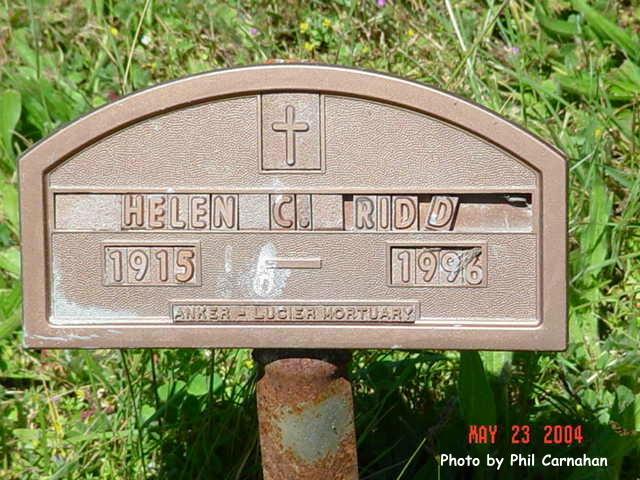 HELEN C. RIDD
1915 – 1996
ANKER - LUCIER MORTUARY
MAY 23 2004
Photo by Phil Carnahan